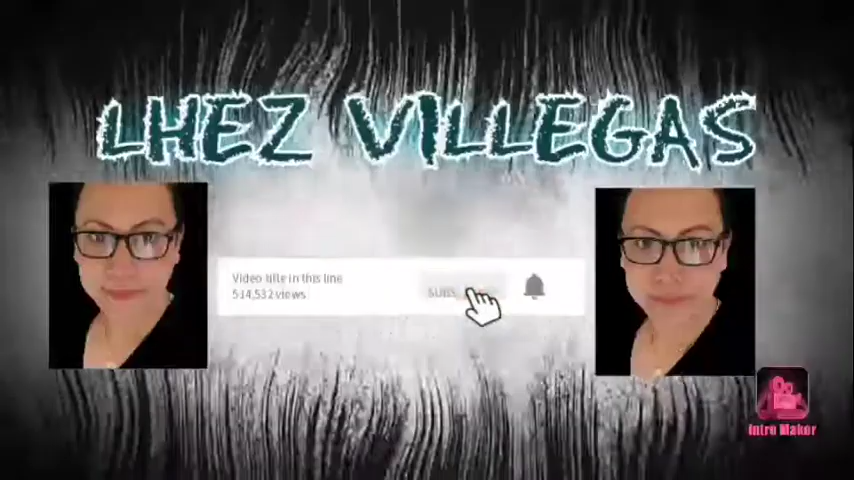 LHEZ VILLEGAS
Video title in this line
514,532 views
Intro Maker